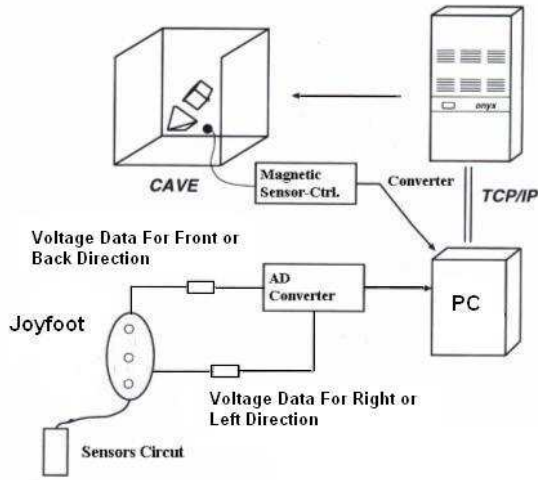 onyx
CAVE
Magnetic
Sensor-Ctrl.
Converter
TCP/IP
Voltage Data For Front or
Back Direction
AD
Converter
PC
Joyfoot
Voltage Data For Right or
Left Direction
Sensors Circut